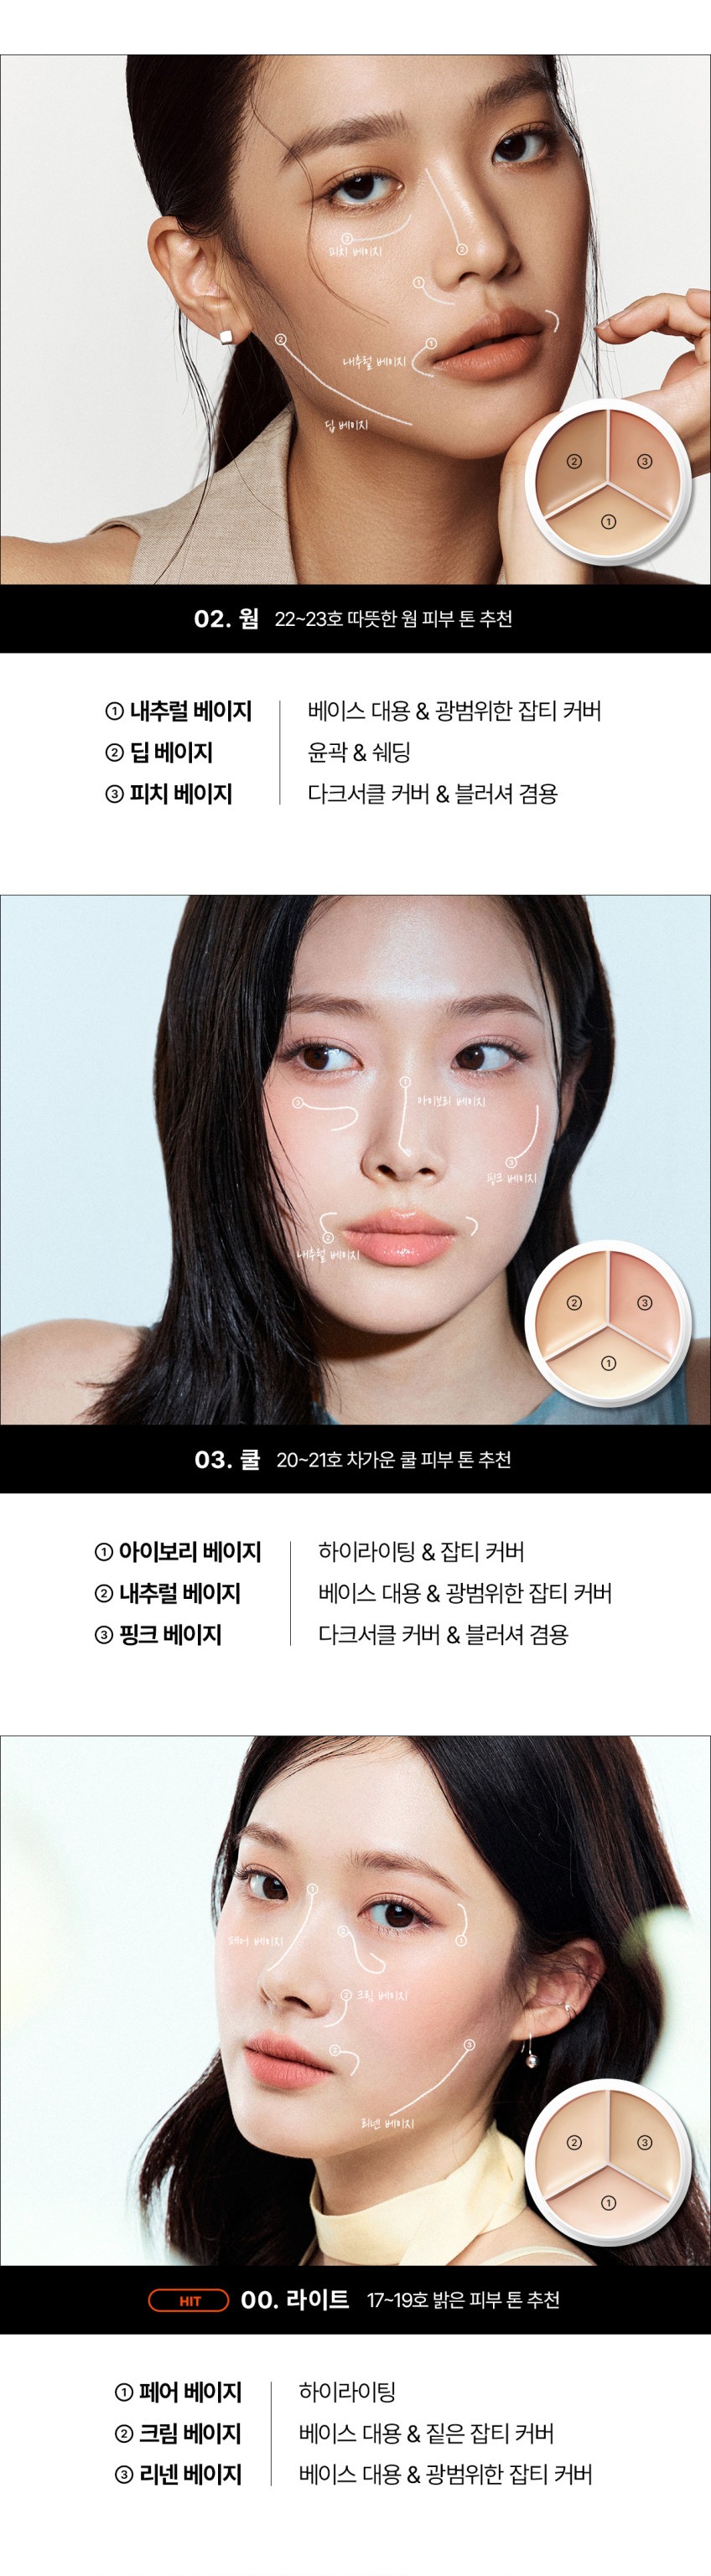 ③
피치 베이지
②
①
②
①
내추럴 베이지
딥 베이지
② ③
①
02. 웜 22~23호 따뜻한 웜 피부 톤 추천
① 내추럴 베이지 베이스 대용 & 광범위한 잡티 커버
② 딥 베이지 윤곽 & 쉐딩
③ 피치 베이지 다크서클 커버 & 블러셔 겸용
①
③ 아이보리 베이지
③
핑크 베이지
②
내추럴 베이지
② ③
①
03. 쿨 20~21호 차가운 쿨 피부 톤 추천
① 아이보리 베이지 하이라이팅 & 잡티 커버
② 내추럴 베이지 베이스 대용 & 광범위한 잡티 커버
③ 핑크 베이지 다크서클 커버 & 블러셔 겸용
①
페어 베이지
①
② 크림 베이지
②
③
리넨 베이지
② ③
①
HIT 00. 라이트 17~19호 밝은 피부 톤 추천
① 페어 베이지 하이라이팅
② 크림 베이지 베이스 대용 & 짙은 잡티 커버
③ 리넨 베이지 베이스 대용 & 광범위한 잡티 커버